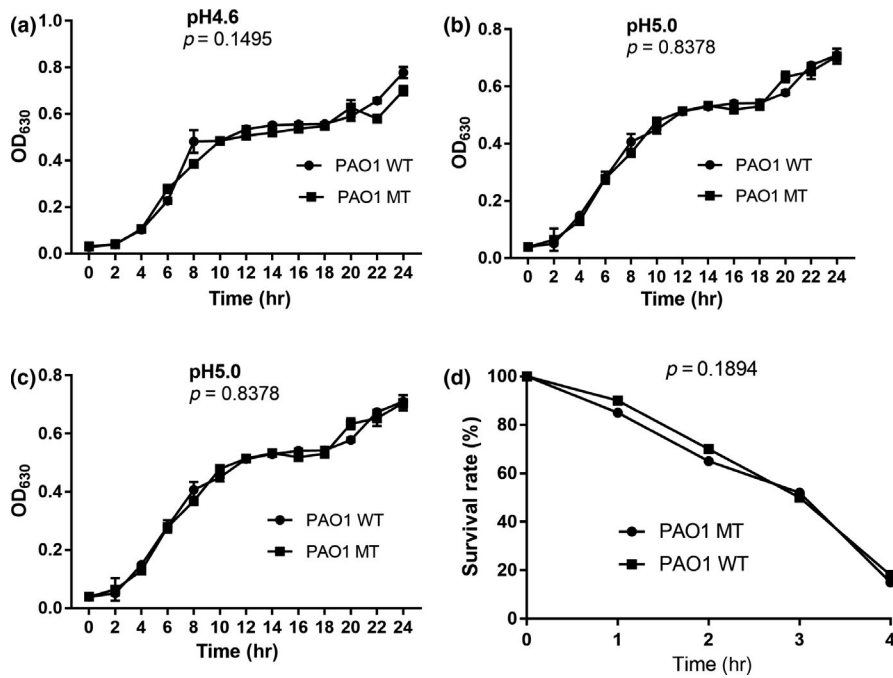 (a)
pH4.6
p = 0.1495
OD630
1.0
0.8
0.6
0.4
0.2
0.0
PAO1 WT
PAO1 MT
0 2 4 6 8 10 12 14 16 18 20 22 24
Time (hr)
(b)
pH5.0
p = 0.8378
OD630
0.8
0.6
0.4
0.2
0.0
PAO1 WT
PAO1 MT
0 2 4 6 8 10 12 14 16 18 20 22 24
Time (hr)
(c)
pH5.0
p = 0.8378
OD630
0.8
0.6
0.4
0.2
0.0
PAO1 WT
PAO1 MT
0 2 4 6 8 10 12 14 16 18 20 22 24
Time (hr)
(d)
p = 0.1894
Survival rate (%)
100
80
60
40
20
0
PAO1 MT
PAO1 WT
0 1 2 3 4
Time (hr)